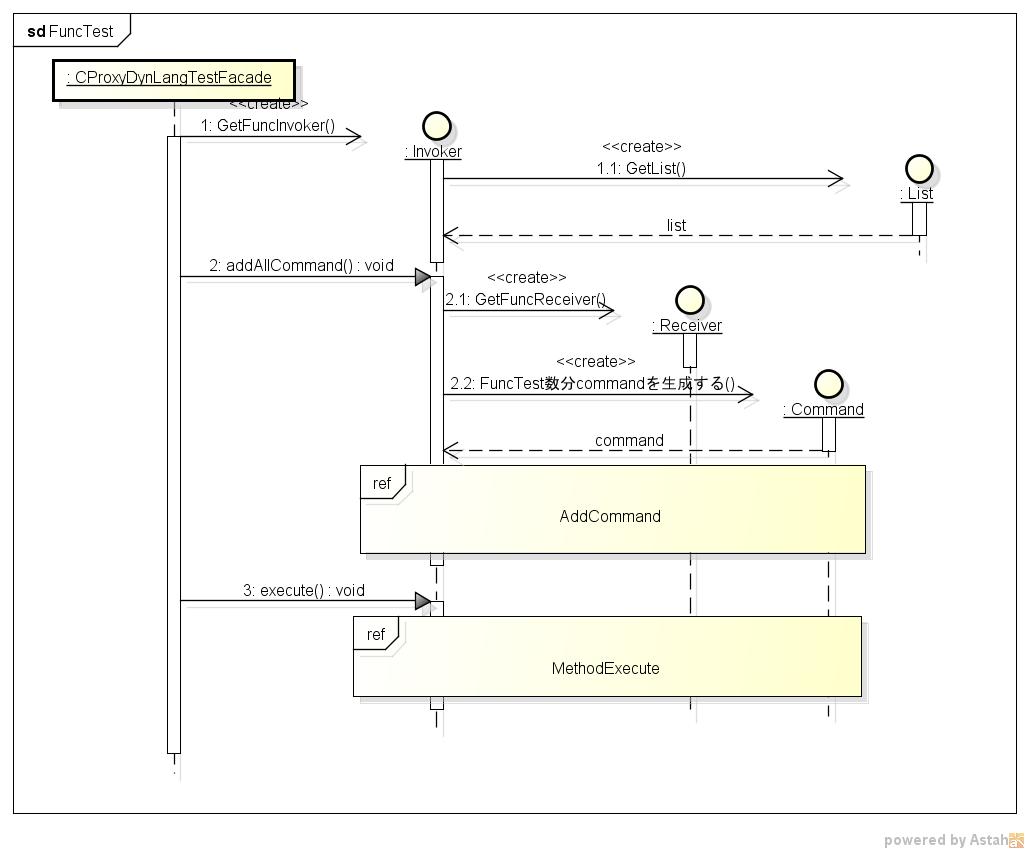 sd FuncTest
: CProxyDynLangTestFacade
<<create>>
1: GetFuncInvoker()
: Invoker
<<create>>
1.1: GetList()
: List
list
2: addAllCommand() : void
<<create>>
2.1: GetFuncReceiver()
: Receiver
<<create>>
2.2: FuncTest数分commandを生成する()
: Command
command
ref
AddCommand
3: execute() : void
ref
MethodExecute
powered by Astah